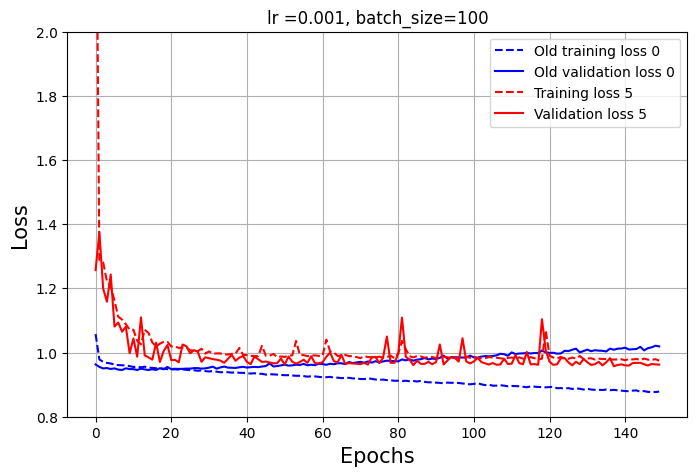 lr =0.001, batch_size=100
2.0
1.8
1.6
1.4
1.2
1.0
0.8
Loss
Old training loss 0
Old validation loss 0
Training loss 5
Validation loss 5
0 20 40 60 80 100 120 140
Epochs